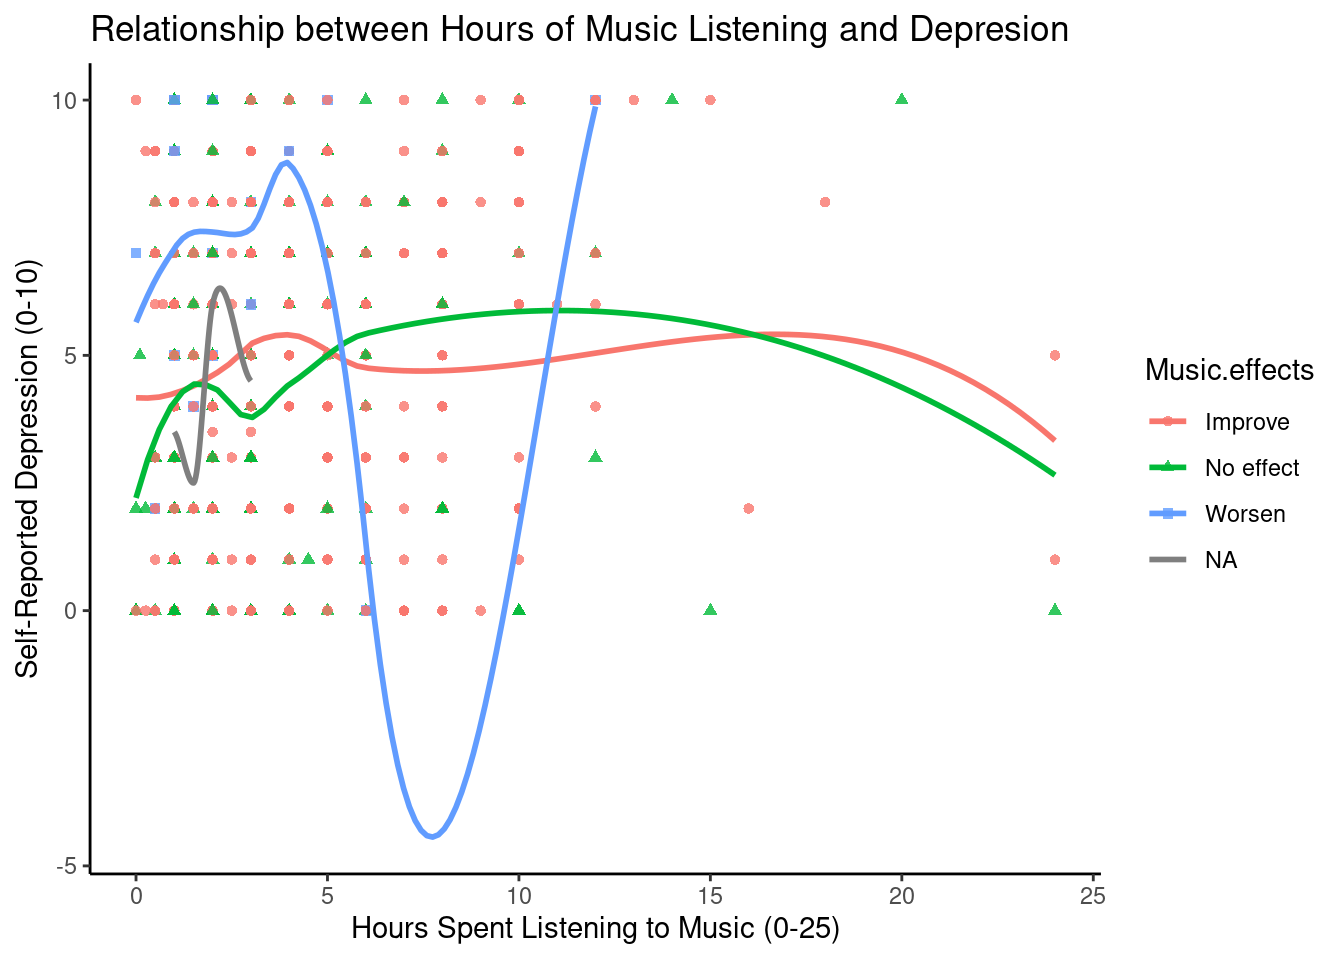 Relationship between Hours of Music Listening and Depresion
Self-Reported Depression (0-10)
10
5
0
-5
0 5 10 15 20 25
Hours Spent Listening to Music (0-25)
Music.effects
Improve
No effect
Worsen
NA